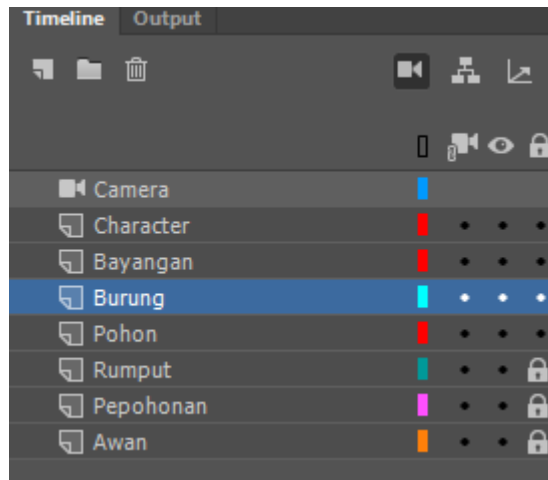 Timeline Output
Camera
Character
Bayangan
Burung
Pohon
Rumput
Pepohonan
Awan